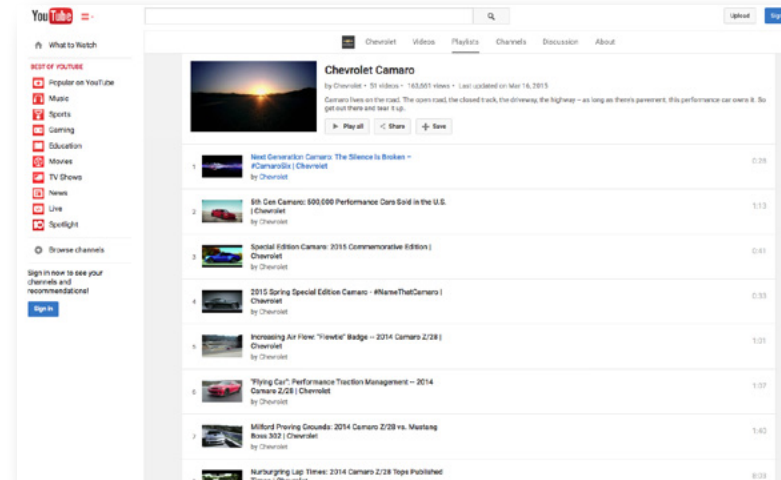 YouTube
Upload
Sig
What to Watch
BEST OF YOUTUBE
Popular on YouTube
Music
Sports
Gaming
Education
Movies
TV Shows
News
Live
Spotlight
Browse channels
Sign in now to see your
channels and
recommendations!
Sign in
Chevrolet Videos Playlists Channels Discussion About
Chevrolet Camaro
by Chevrolet • 51 videos • 163,661 views • Last updated on Mar 16, 2015
Camaro lives on the road. The open road, the closed track, the driveway, the highway – as long as there's pavement, this performance car owns it. So
get out there and tear it up.
Play all Share Save
1 Next Generation Camaro: The Silence Is Broken –
#CamaroSix | Chevrolet
by Chevrolet
0:28
2 5th Gen Camaro: 500,000 Performance Cars Sold in the U.S.
| Chevrolet
by Chevrolet
1:13
3 Special Edition Camaro: 2015 Commemorative Edition |
Chevrolet
by Chevrolet
0:41
4 2015 Spring Special Edition Camaro - #NameThatCamaro |
Chevrolet
by Chevrolet
0:33
5 Increasing Air Flow: "Flowtie" Badge – 2014 Camaro Z/28 |
Chevrolet
by Chevrolet
1:21
6 "Flying Car": Performance Traction Management – 2014
Camaro Z/28 | Chevrolet
by Chevrolet
1:07
7 Milford Proving Grounds: 2014 Camaro Z/28 vs. Mustang
Boss 302 | Chevrolet
by Chevrolet
1:40
Nurburgring Lap Times: 2014 Camaro Z/28 Tops Published
Times | Chevrolet